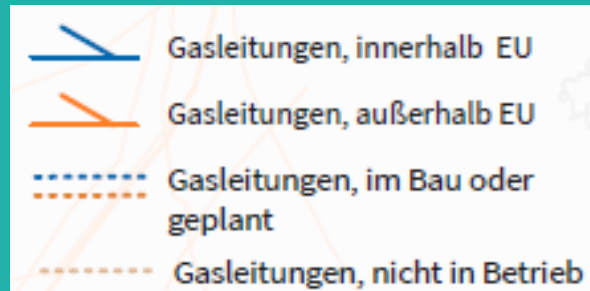 Gasleitungen, innerhalb EU
Gasleitungen, außerhalb EU
Gasleitungen, im Bau oder
geplant
Gasleitungen, nicht in Betrieb